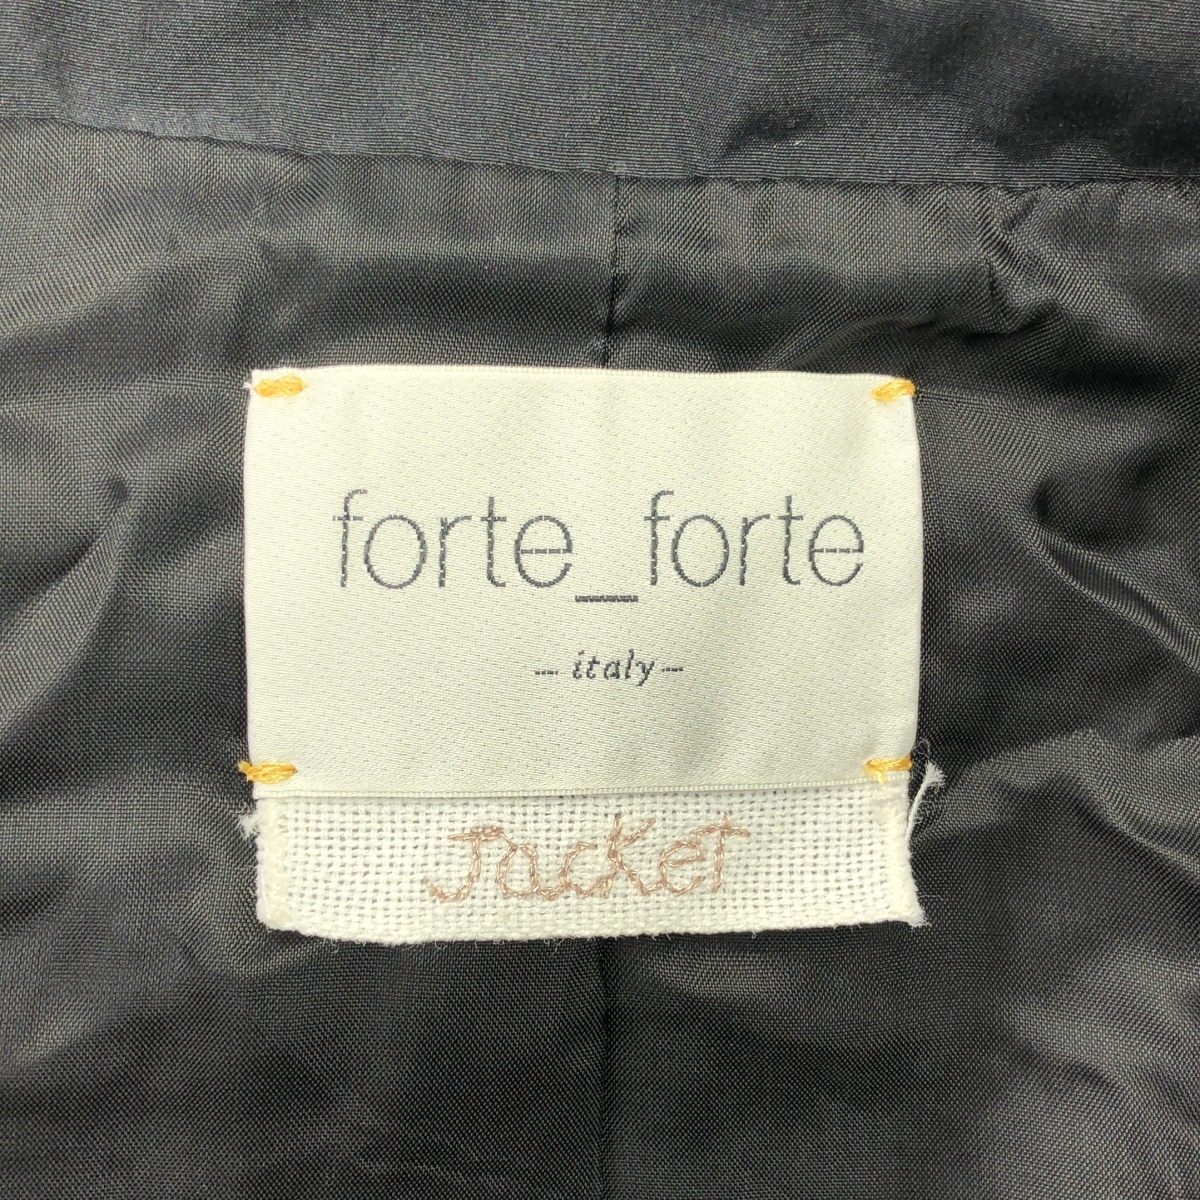 forte_forte
- italy -
Jacket